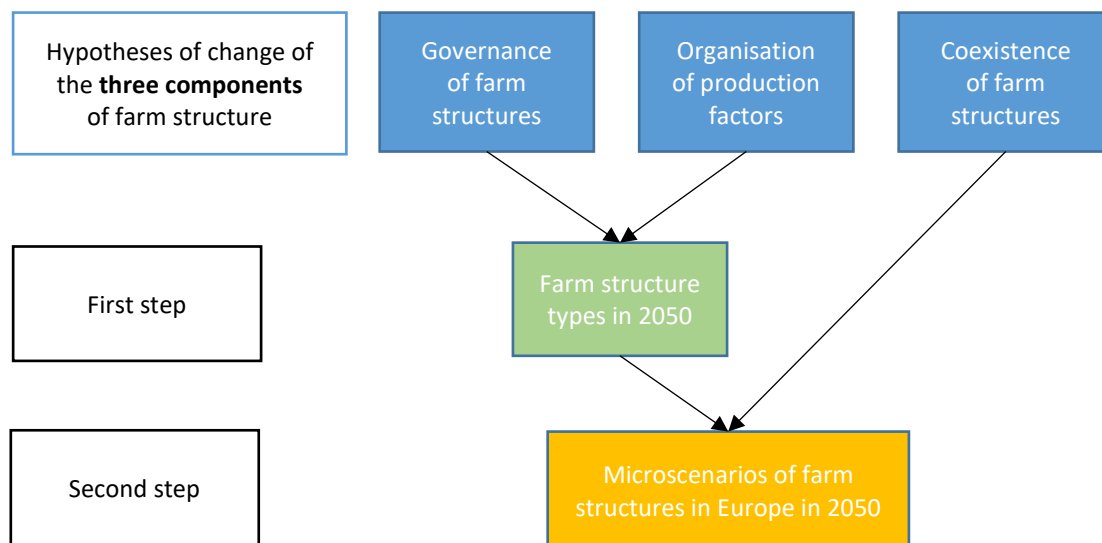 Hypotheses of change of
the three components
of farm structure
Governance
of farm
structures
Organisation
of production
factors
Coexistence
of farm
structures
First step
Farm structure
types in 2050
Second step
Microscenarios of farm
structures in Europe in 2050